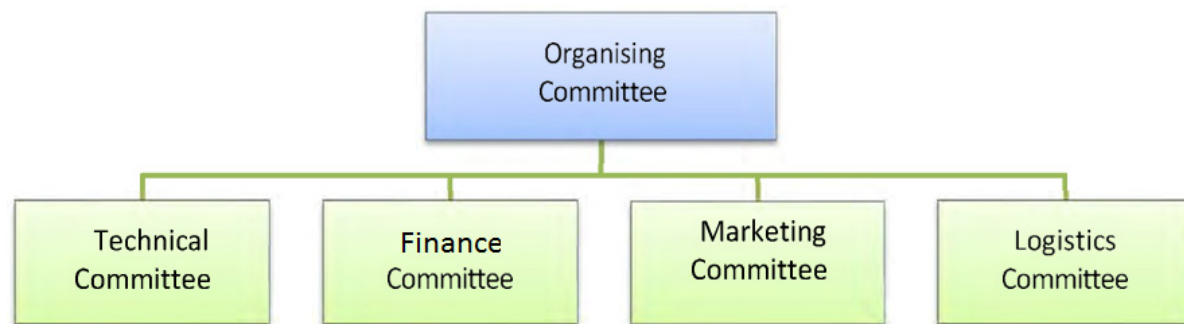 Organising
Committee
Technical
Committee
Finance
Committee
Marketing
Committee
Logistics
Committee